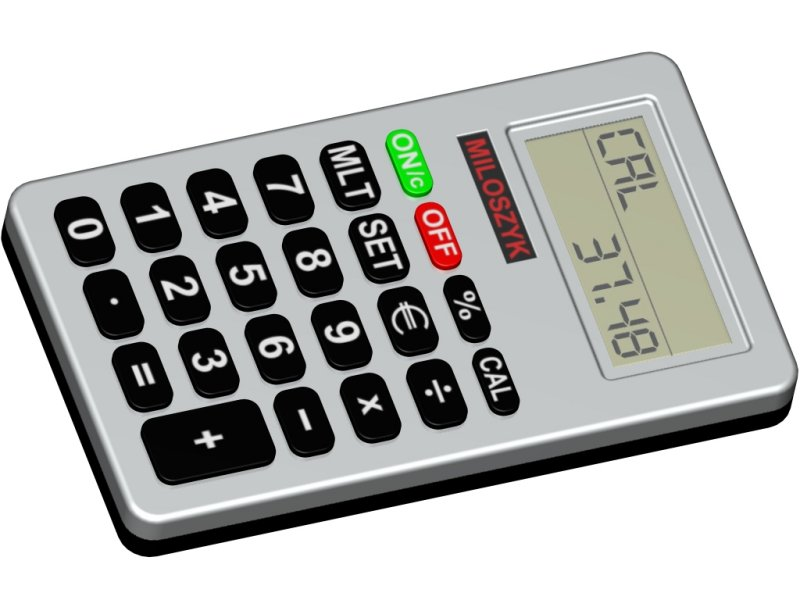 CAL
37.48
MILOSZYK
ON/c OFF % CAL
MLT SET € ÷
7 8 9 x
4 5 6 -
1 2 3 +
0 . =